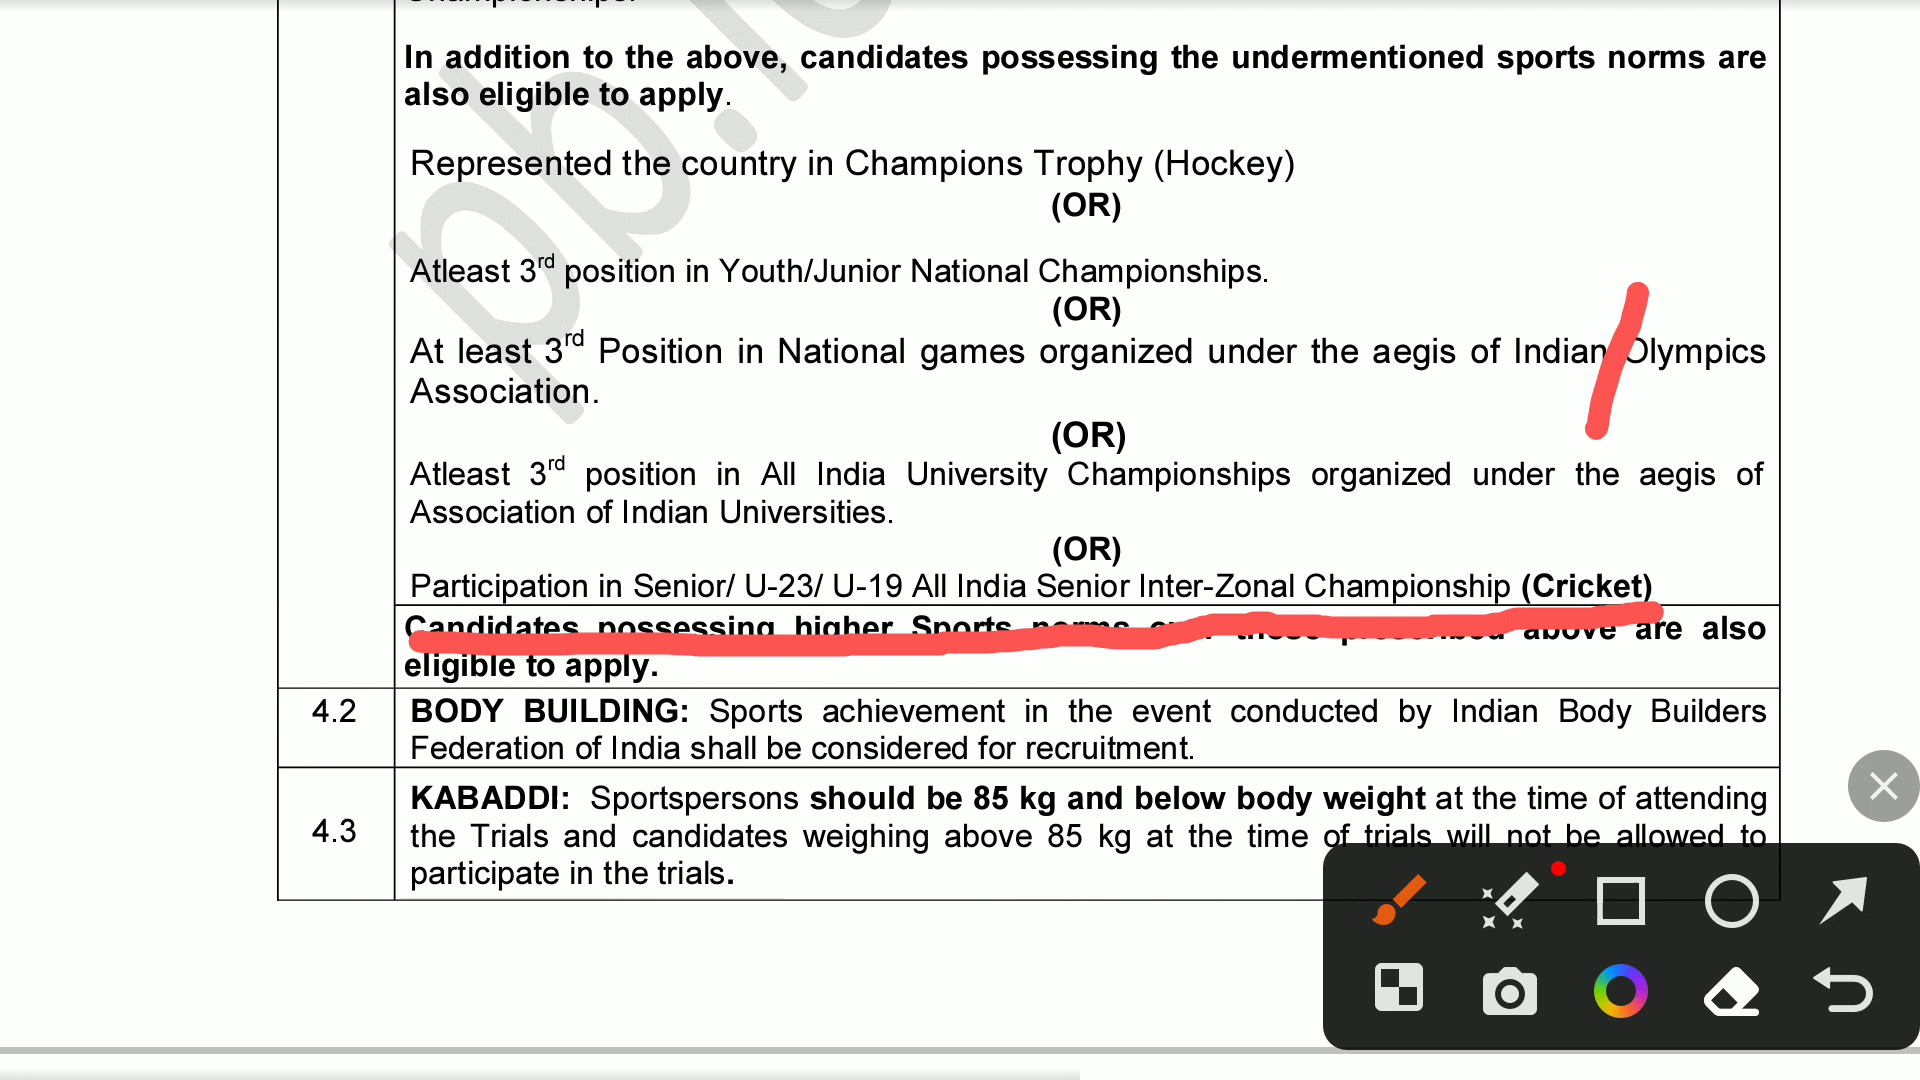 In addition to the above, candidates possessing the undermentioned sports norms are
also eligible to apply.
Represented the country in Champions Trophy (Hockey)
(OR)
Atleast 3rd position in Youth/Junior National Championships.
(OR)
At least 3rd Position in National games organized under the aegis of Indian Olympics
Association.
(OR)
Atleast 3rd position in All India University Championships organized under the aegis of
Association of Indian Universities.
(OR)
Participation in Senior/ U-23/ U-19 All India Senior Inter-Zonal Championship (Cricket)
Candidates possessing higher Sports norms over those prescribed above are also
eligible to apply.
4.2
BODY BUILDING: Sports achievement in the event conducted by Indian Body Builders
Federation of India shall be considered for recruitment.
4.3
KABADDI: Sportspersons should be 85 kg and below body weight at the time of attending
the Trials and candidates weighing above 85 kg at the time of trials will not be allowed to
participate in the trials.